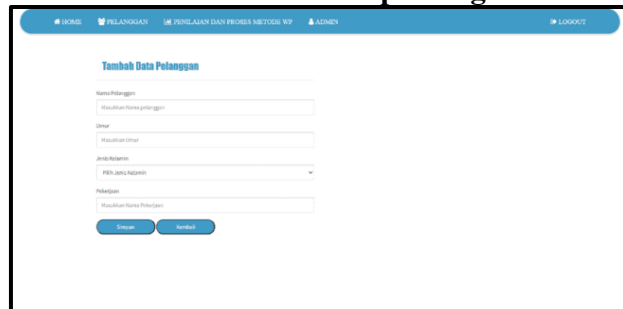 HOME PELANGGAN PENILAIAN DAN PROSES METODE WP ADMIN LOGOUT
Tambah Data Pelanggan
Nama Pelanggan
Masukkan Nama pelanggan
Umur
Masukkan Umur
Jenis Kelamin
Pilih Jenis Kelamin
Pekerjaan
Masukkan Nama Pekerjaan
Simpan Kembali